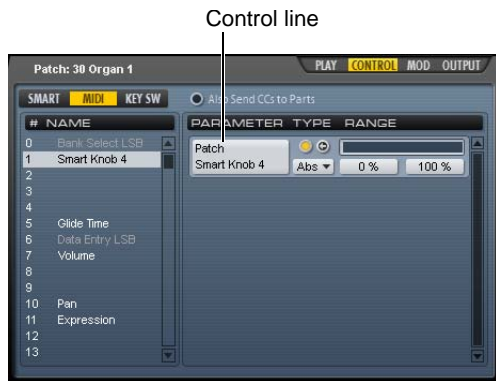 Control line
Patch: 30 Organ 1
PLAY CONTROL MOD OUTPUT
SMART MIDI KEY SW
Also Send CCs to Parts
# NAME
PARAMETER TYPE RANGE
0 Bank Select LSB
1 Smart Knob 4
2
3
4
5 Glide Time
6 Data Entry LSB
7 Volume
8
9
10 Pan
11 Expression
12
13
Patch
Smart Knob 4
Abs
0 %
100 %